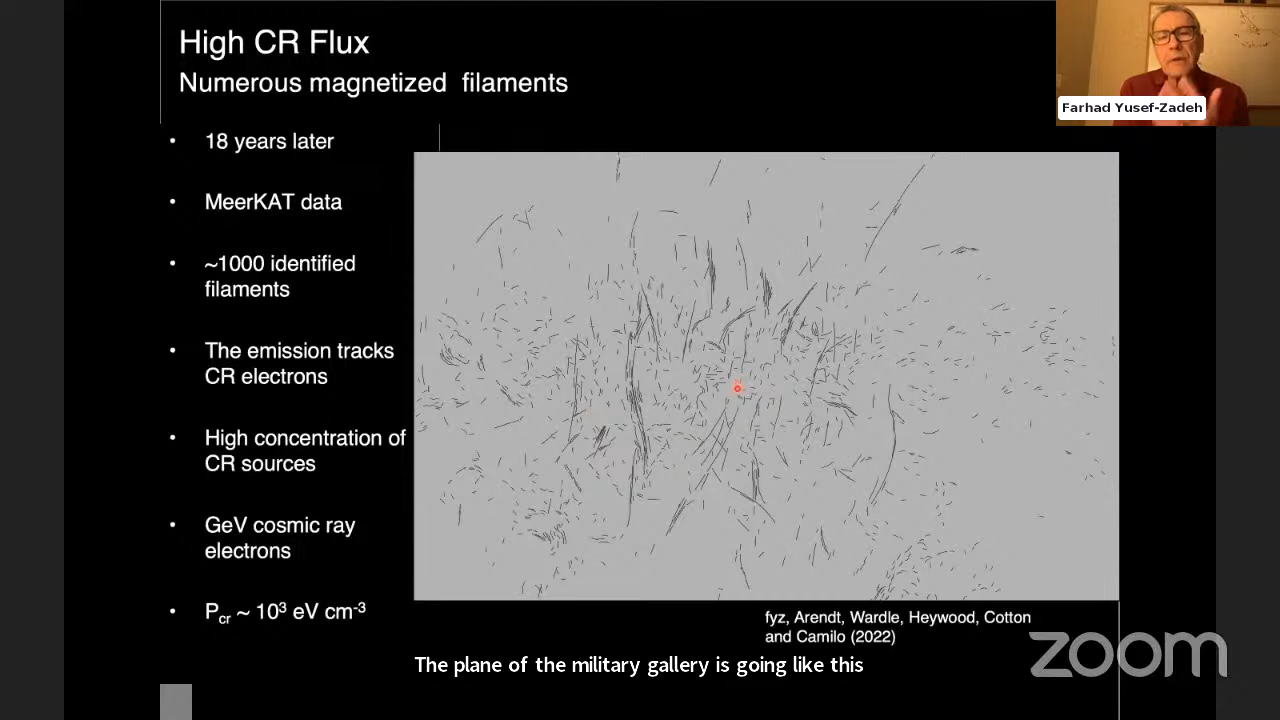 High CR Flux
Numerous magnetized filaments
Farhad Yusef-Zadeh
• 18 years later
• MeerKAT data
• ~1000 identified
filaments
• The emission tracks
CR electrons
• High concentration of
CR sources
• GeV cosmic ray
electrons
• Pcr ~ 10³ eV cm⁻³
fyz, Arendt, Wardle, Heywood, Cotton
and Camilo (2022)
The plane of the military gallery is going like this
zoom